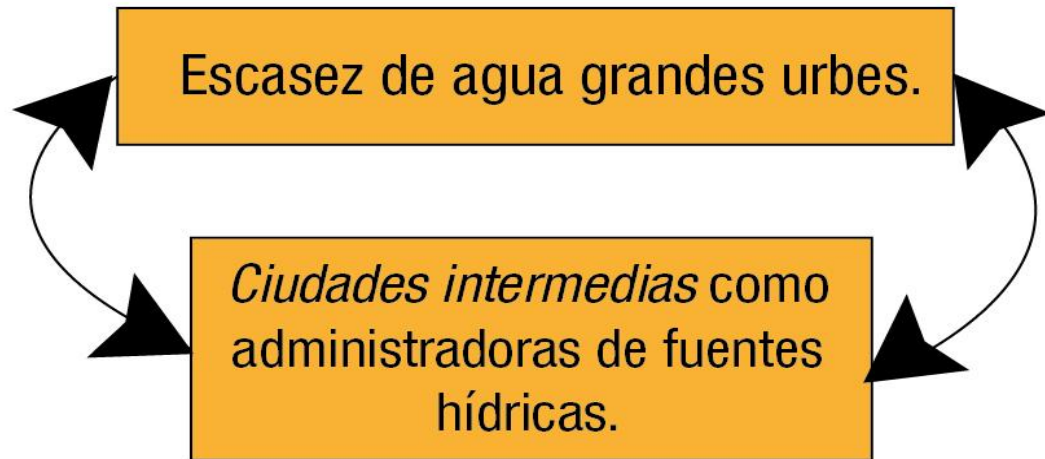 Escasez de agua grandes urbes.
Ciudades intermedias como
administradoras de fuentes
hídricas.